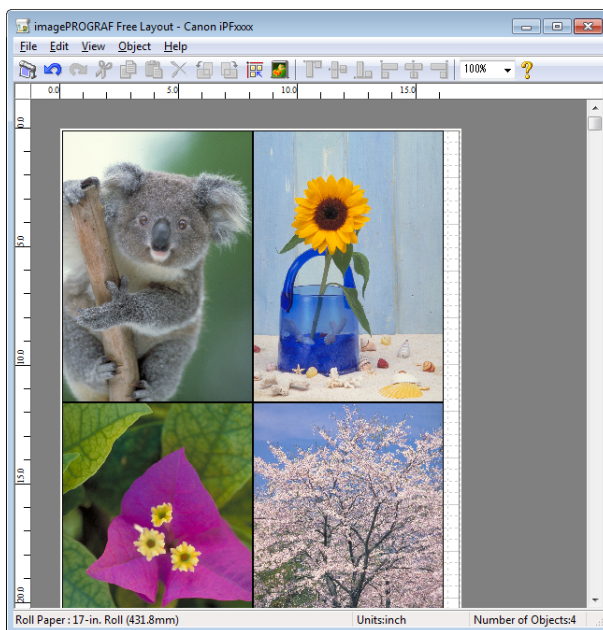 imagePROGRAF Free Layout - Canon iPFxxxx
File Edit View Object Help
100%
0.0 5.0 10.0 15.0
0.0
5.0
10.0
15.0
20.0
Roll Paper : 17-in. Roll (431.8mm) Units:inch Number of Objects:4